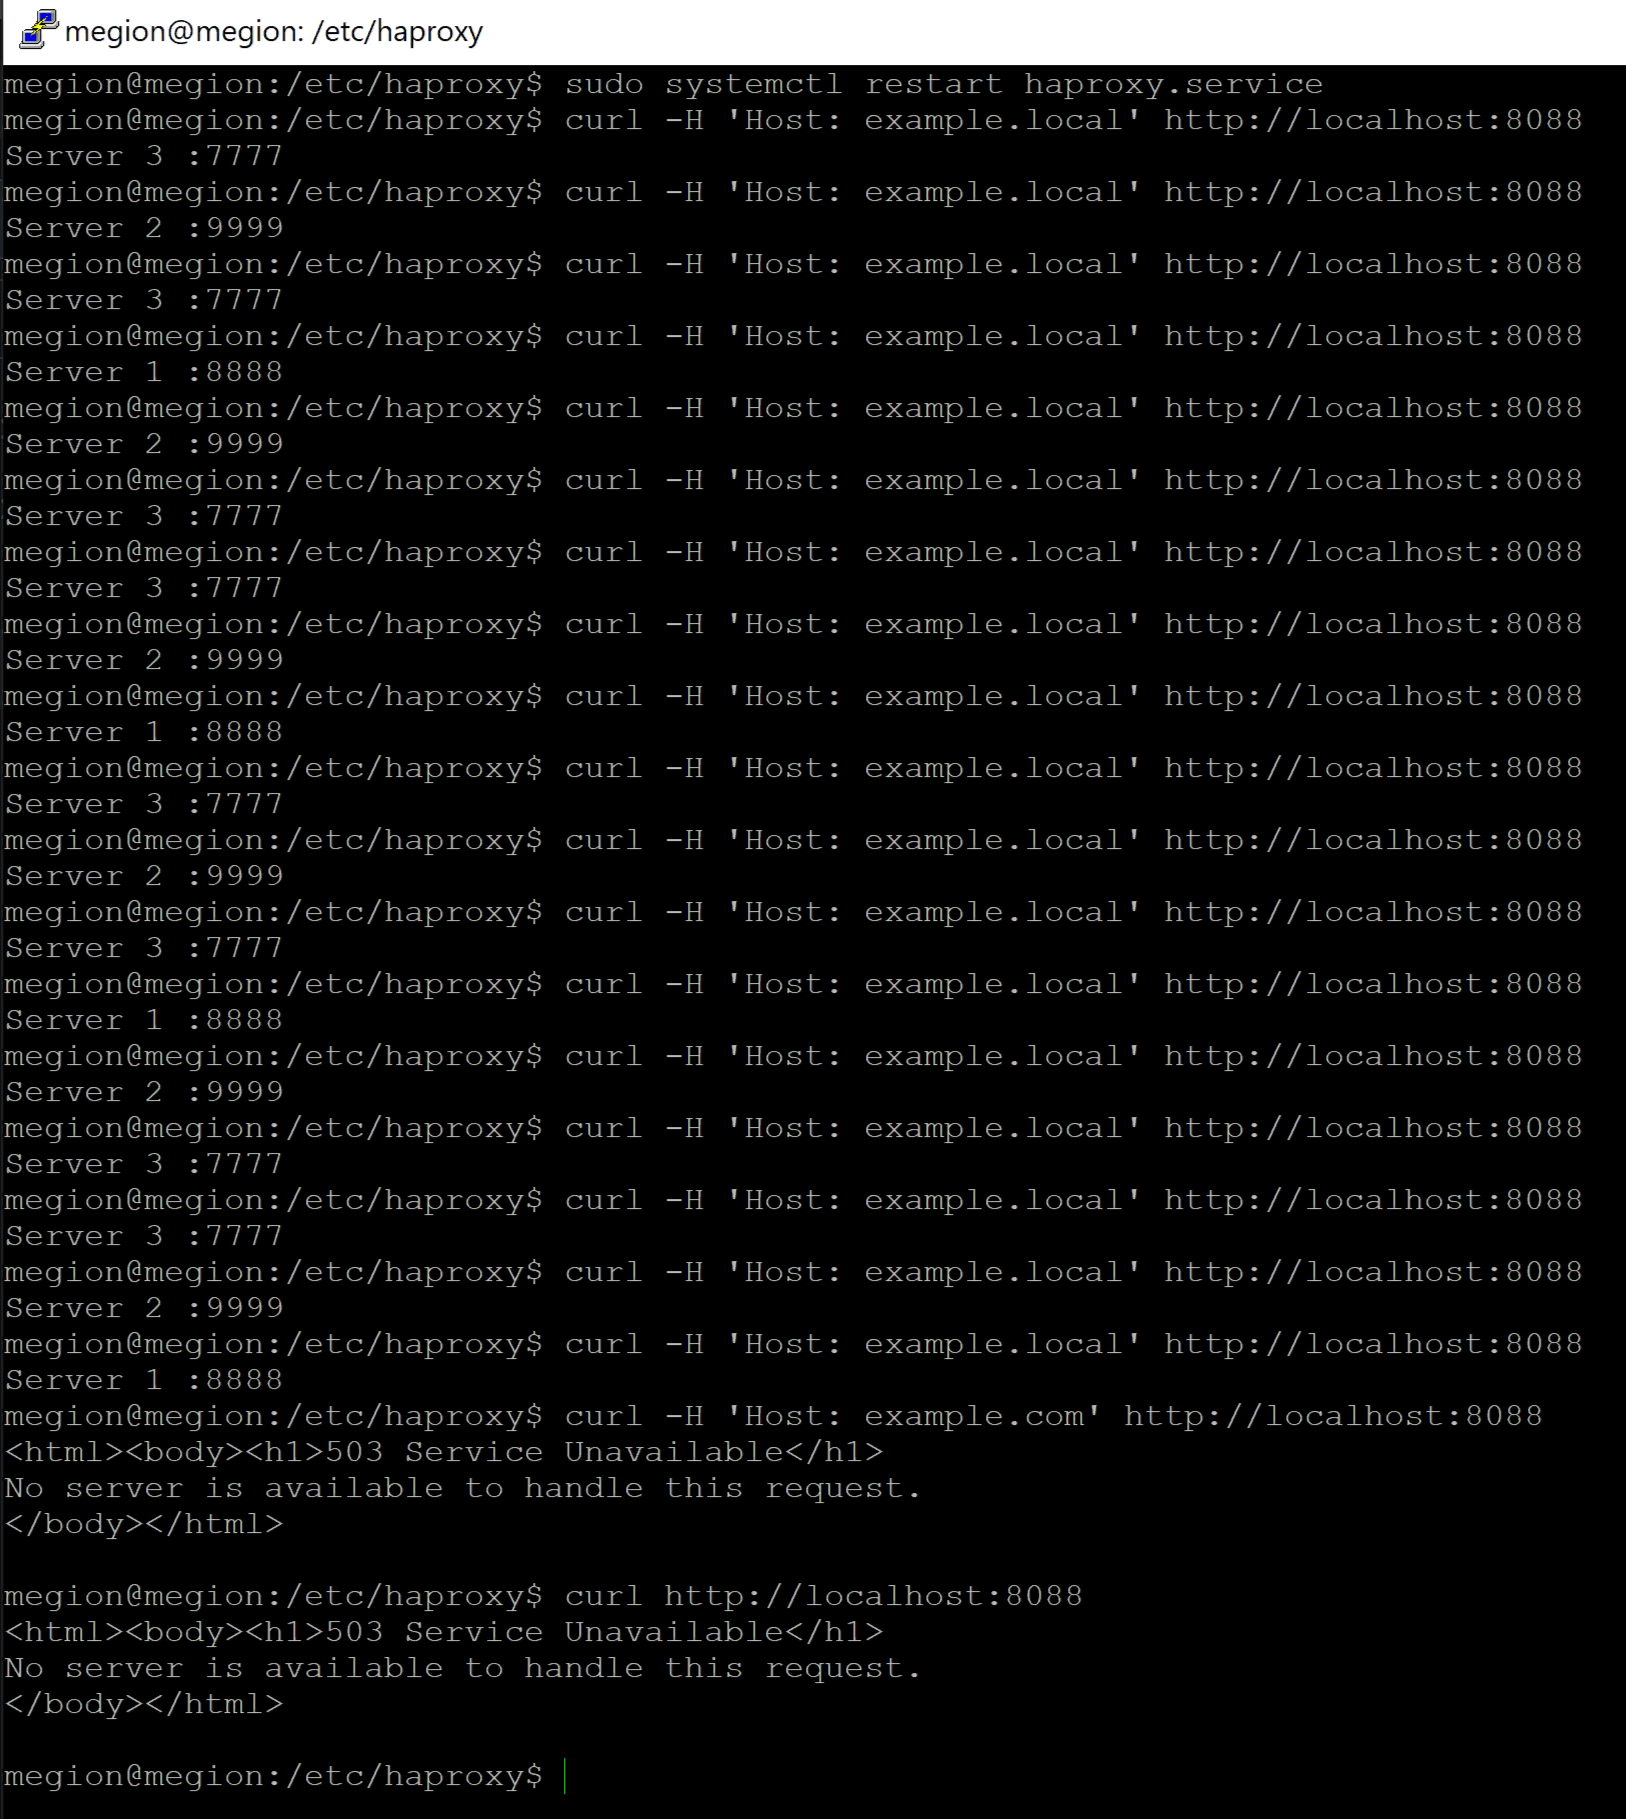 megion@megion: /etc/haproxy
megion@megion:/etc/haproxy$ sudo systemctl restart haproxy.service
megion@megion:/etc/haproxy$ curl -H 'Host: example.local' http://localhost:8088
Server 3 :7777
megion@megion:/etc/haproxy$ curl -H 'Host: example.local' http://localhost:8088
Server 2 :9999
megion@megion:/etc/haproxy$ curl -H 'Host: example.local' http://localhost:8088
Server 3 :7777
megion@megion:/etc/haproxy$ curl -H 'Host: example.local' http://localhost:8088
Server 1 :8888
megion@megion:/etc/haproxy$ curl -H 'Host: example.local' http://localhost:8088
Server 2 :9999
megion@megion:/etc/haproxy$ curl -H 'Host: example.local' http://localhost:8088
Server 3 :7777
megion@megion:/etc/haproxy$ curl -H 'Host: example.local' http://localhost:8088
Server 3 :7777
megion@megion:/etc/haproxy$ curl -H 'Host: example.local' http://localhost:8088
Server 2 :9999
megion@megion:/etc/haproxy$ curl -H 'Host: example.local' http://localhost:8088
Server 1 :8888
megion@megion:/etc/haproxy$ curl -H 'Host: example.local' http://localhost:8088
Server 3 :7777
megion@megion:/etc/haproxy$ curl -H 'Host: example.local' http://localhost:8088
Server 2 :9999
megion@megion:/etc/haproxy$ curl -H 'Host: example.local' http://localhost:8088
Server 3 :7777
megion@megion:/etc/haproxy$ curl -H 'Host: example.local' http://localhost:8088
Server 1 :8888
megion@megion:/etc/haproxy$ curl -H 'Host: example.local' http://localhost:8088
Server 2 :9999
megion@megion:/etc/haproxy$ curl -H 'Host: example.local' http://localhost:8088
Server 3 :7777
megion@megion:/etc/haproxy$ curl -H 'Host: example.local' http://localhost:8088
Server 3 :7777
megion@megion:/etc/haproxy$ curl -H 'Host: example.local' http://localhost:8088
Server 2 :9999
megion@megion:/etc/haproxy$ curl -H 'Host: example.local' http://localhost:8088
Server 1 :8888
megion@megion:/etc/haproxy$ curl -H 'Host: example.com' http://localhost:8088
<html><body><h1>503 Service Unavailable</h1>
No server is available to handle this request.
</body></html>
megion@megion:/etc/haproxy$ curl http://localhost:8088
<html><body><h1>503 Service Unavailable</h1>
No server is available to handle this request.
</body></html>
megion@megion:/etc/haproxy$